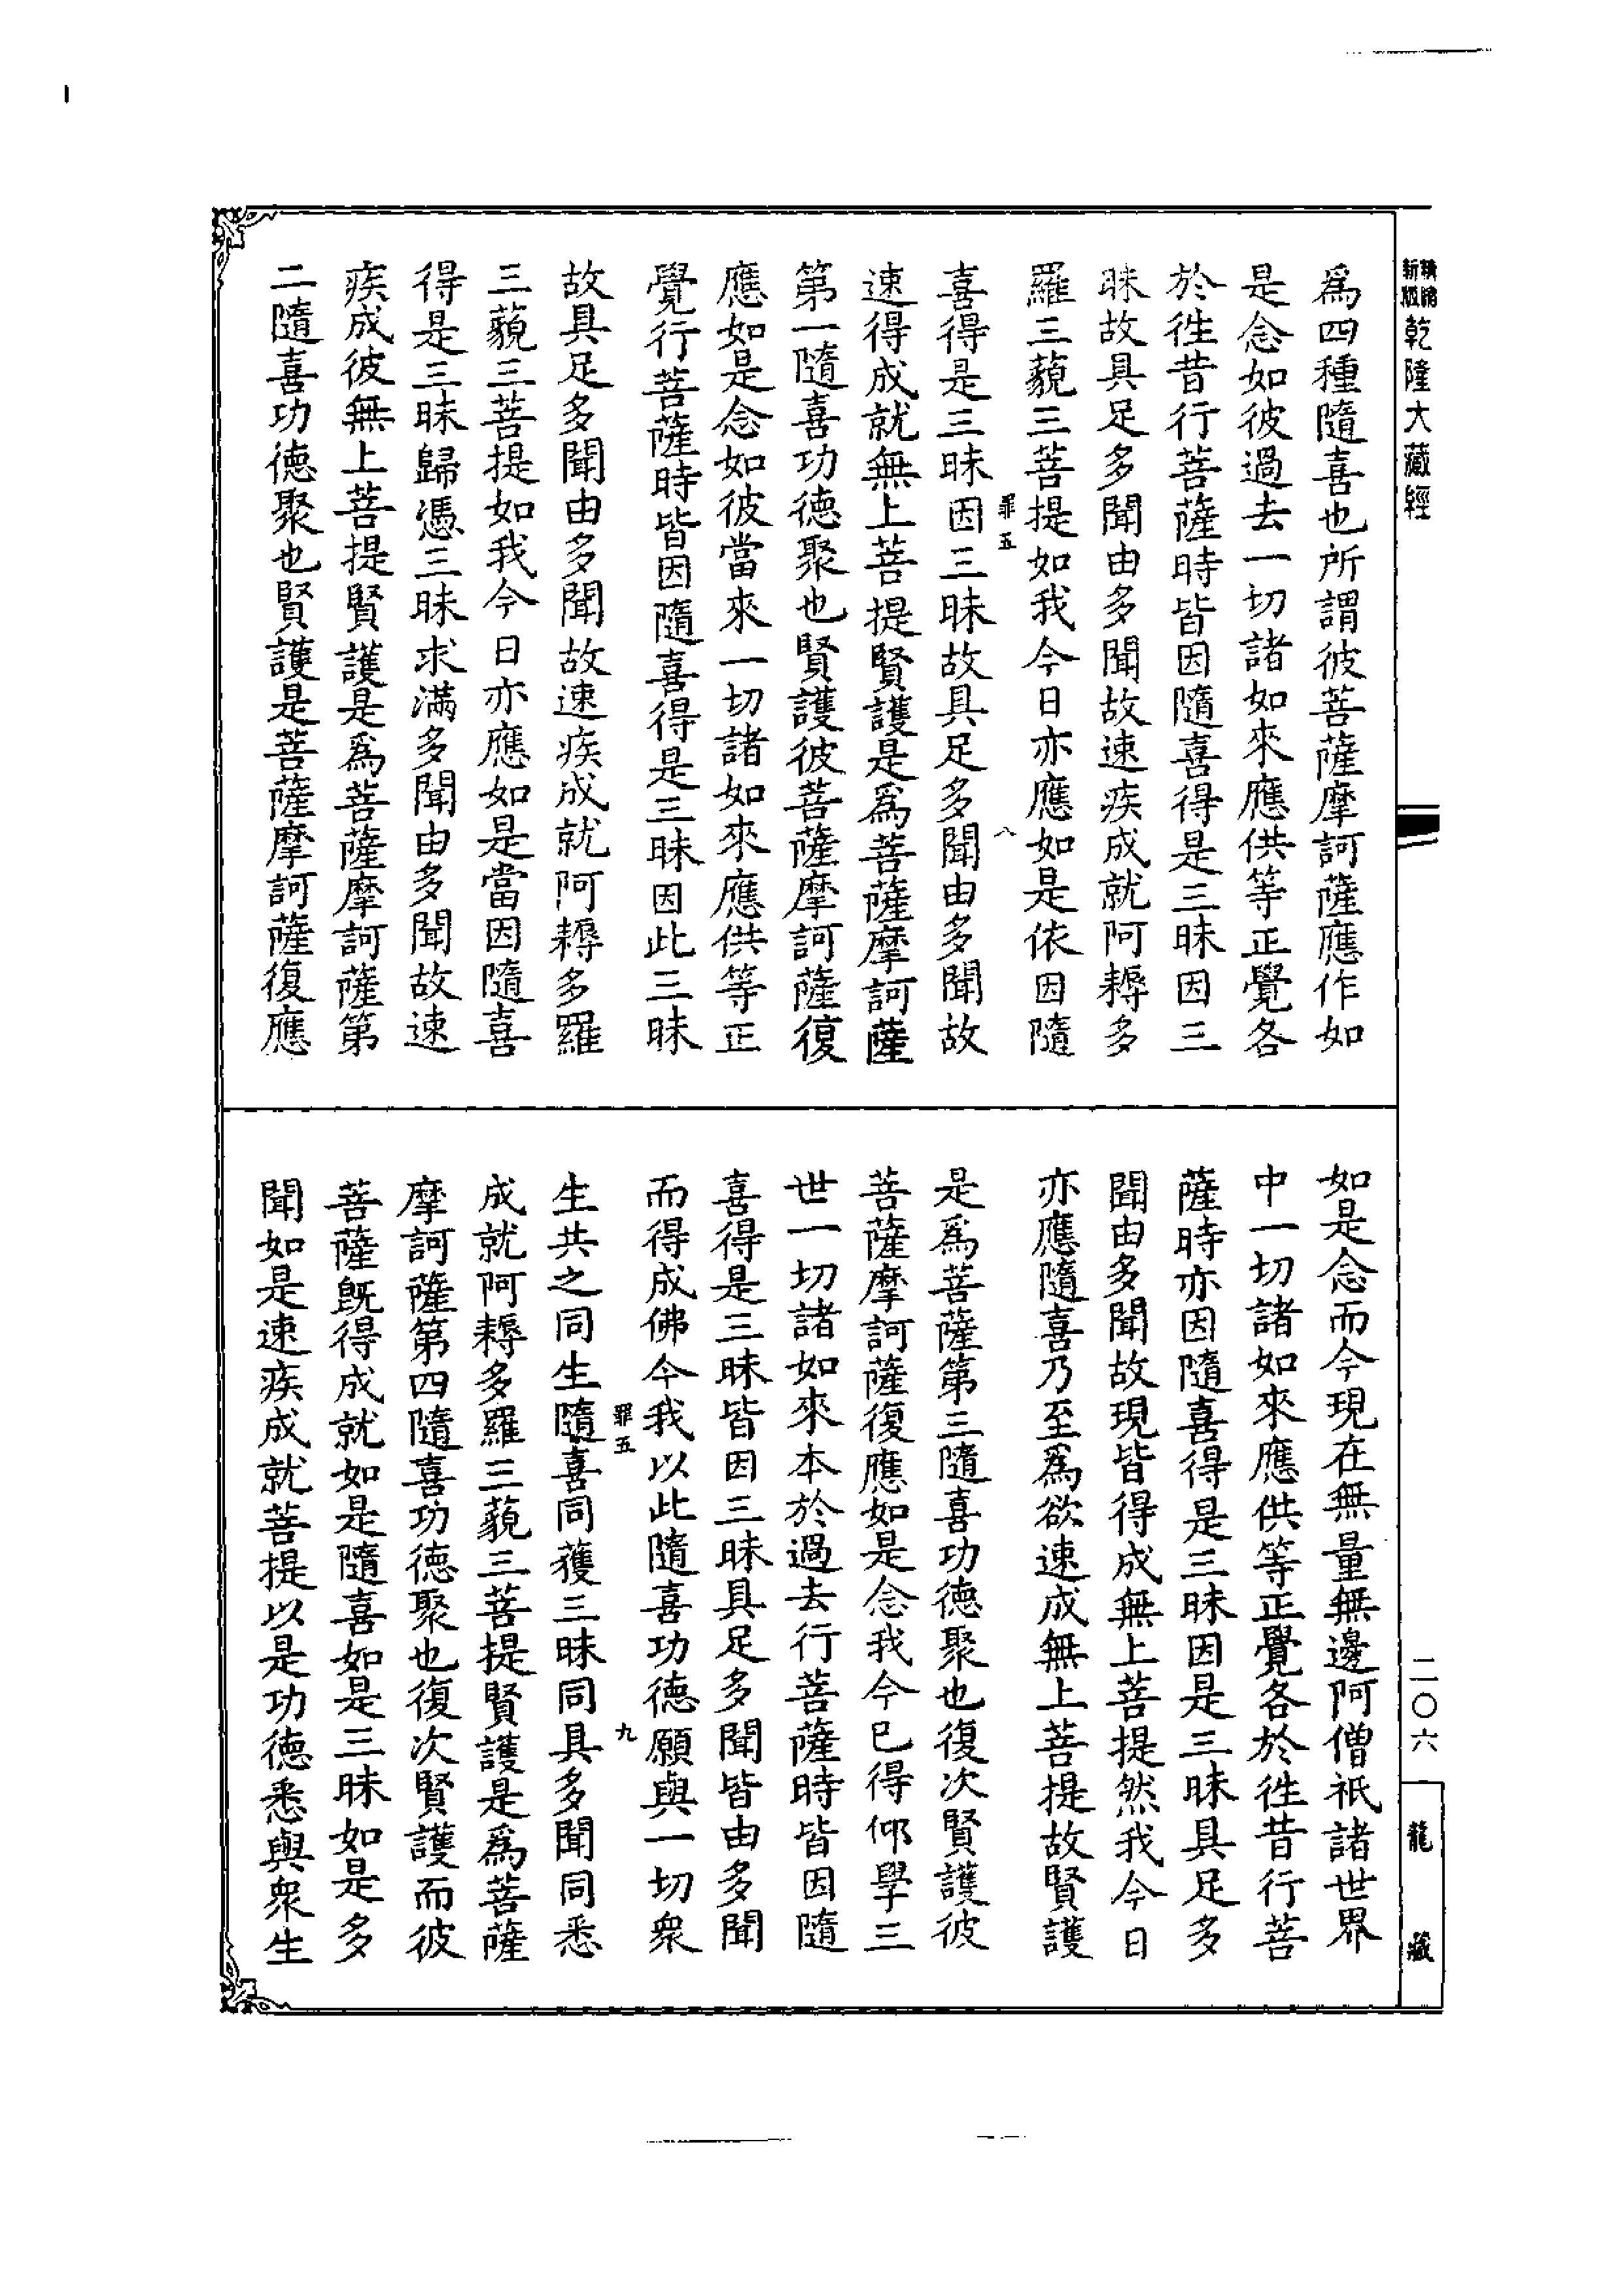 新版
乾隆大藏經
爲四種隨喜也所謂彼菩薩摩訶薩應作如
是念如彼過去一切諸如來應供等正覺各
於徃昔行菩薩時皆因隨喜得是三昧因三
昧故具足多聞由多聞故速疾成就阿耨多
羅三藐三菩提如我今日亦應如是依因隨
罪五
八
喜得是三昧因三昧故具足多聞由多聞故
速得成就無上菩提賢護是爲菩薩摩訶薩
第一隨喜功德聚也賢護彼菩薩摩訶薩復
應如是念如彼當來一切諸如來應供等正
覺行菩薩時皆因隨喜得是三昧因此三昧
故具足多聞由多聞故速疾成就阿耨多羅
三藐三菩提如我今日亦應如是當因隨喜
得是三昧歸憑三昧求滿多聞由多聞故速
疾成彼無上菩提賢護是爲菩薩摩訶薩第
二隨喜功德聚也賢護是菩薩摩訶薩復應
如是念而今現在無量無邊阿僧祇諸世界
中一切諸如來應供等正覺各於徃昔行菩
薩時亦因隨喜得是三昧因是三昧具足多
聞由多聞故現皆得成無上菩提然我今日
亦應隨喜乃至爲欲速成無上菩提故賢護
是爲菩薩第三隨喜功德聚也復次賢護彼
菩薩摩訶薩復應如是念我今已得仰學三
世一切諸如來本於過去行菩薩時皆因隨
喜得是三昧皆因三昧具足多聞皆由多聞
而得成佛今我以此隨喜功德願與一切衆
罪五
九
生共之同生隨喜同獲三昧同具多聞同悉
成就阿耨多羅三藐三菩提賢護是爲菩薩
摩訶薩第四隨喜功德聚也復次賢護而彼
菩薩旣得成就如是隨喜如是三昧如是多
聞如是速疾成就菩提以是功德悉與衆生
二〇六
龍藏